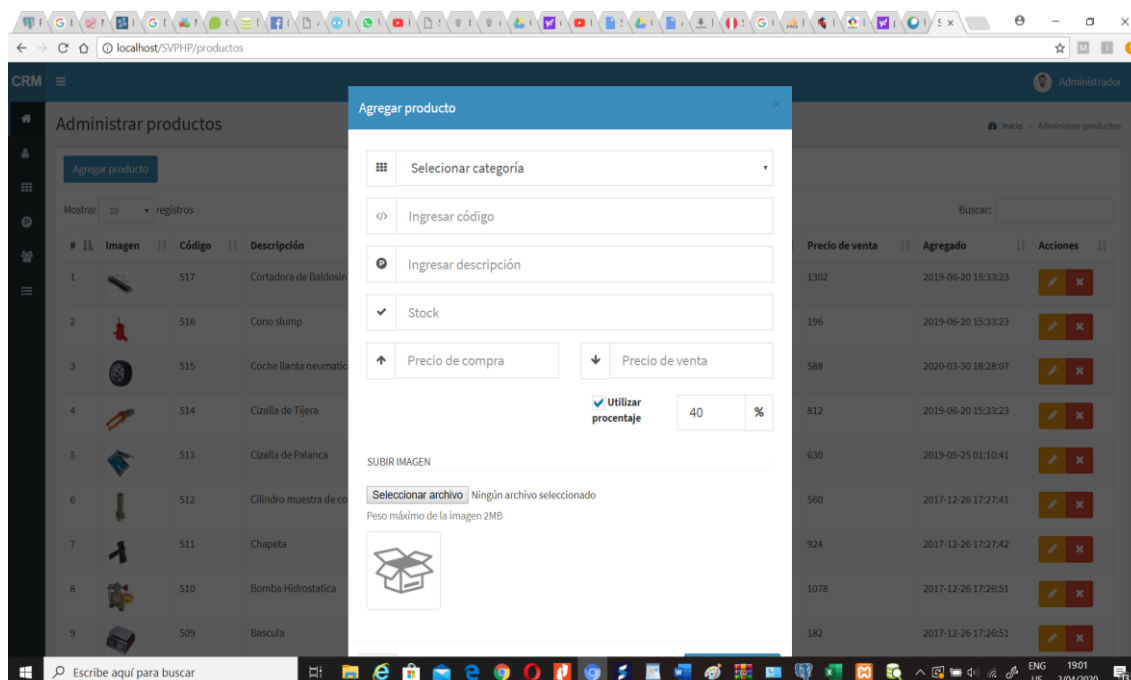 localhost/SVPHP/productos
CRM
Administrador
Agregar producto
×
Administrar productos
Inicio > Administrar productos
Agregar producto
Selecionar categoría
Mostrar 10 registros
Buscar:
Ingresar código
# Imagen Código Descripción Precio de venta Agregado Acciones
Ingresar descripción
1 517 Cortadora de Baldosin 1302 2019-06-20 15:33:23
Stock
2 516 Cono slump 196 2019-06-20 15:33:23
Precio de compra Precio de venta
3 515 Coche llanta neumatic 588 2020-03-30 18:28:07
Utilizar
procentaje
40 %
4 514 Cizalla de Tijera 812 2019-06-20 15:33:23
SUBIR IMAGEN
5 513 Cizalla de Palanca 630 2019-05-25 01:10:41
Seleccionar archivo Ningún archivo seleccionado
6 512 Cilindro muestra de co 560 2017-12-26 17:27:41
Peso máximo de la imagen 2MB
7 511 Chapeta 924 2017-12-26 17:27:42
8 510 Bomba Hidrostatica 1078 2017-12-26 17:26:51
9 509 Bascula 182 2017-12-26 17:26:51
Escribe aquí para buscar
ENG
US
19:01
2/04/2020